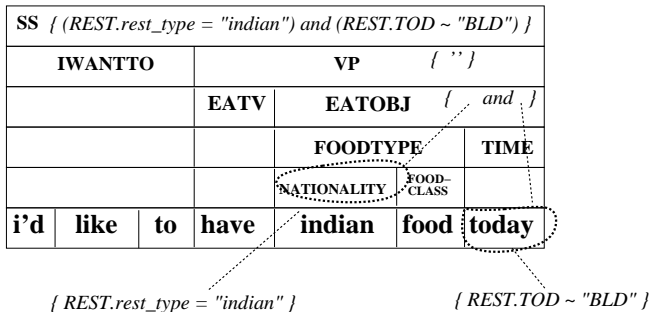 SS { (REST.rest_type = "indian") and (REST.TOD ~ "BLD") }
IWANTTO VP { '' }
EATV EATOBJ { and }
FOODTYPE TIME
NATIONALITY FOOD–
CLASS
i'd like to have indian food today
{ REST.rest_type = "indian" } { REST.TOD ~ "BLD" }